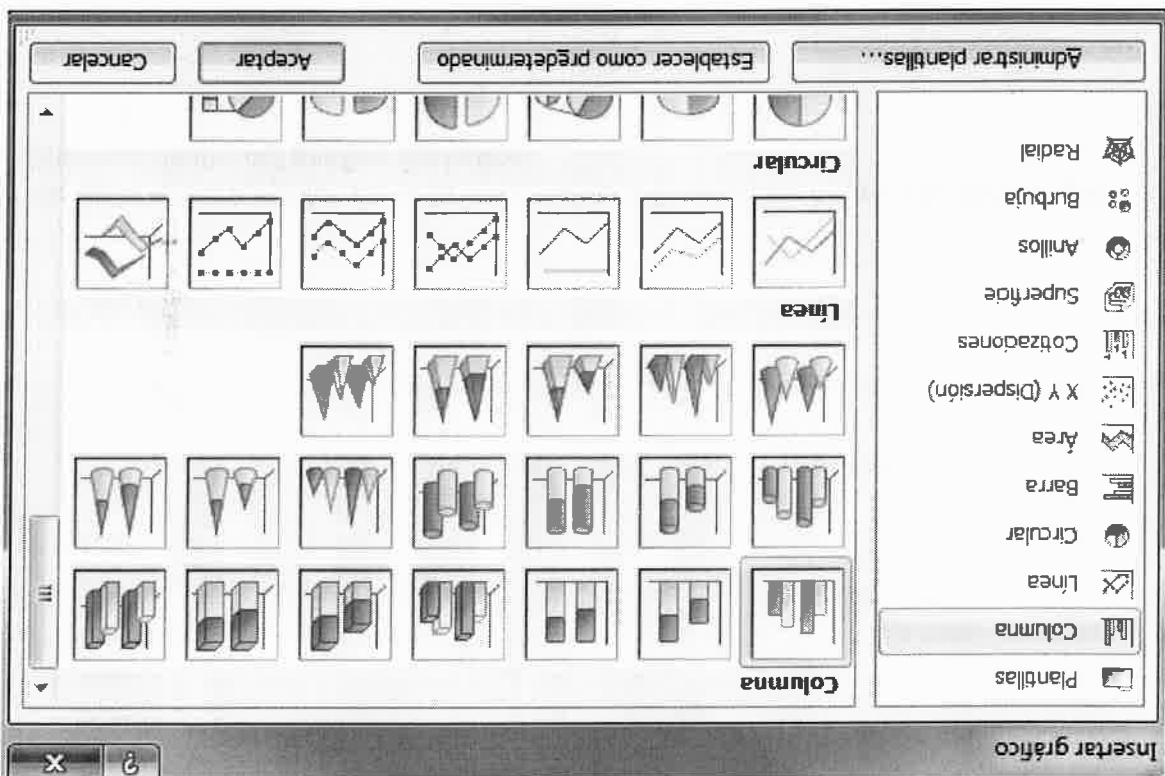 Insertar gráfico
? X
Plantillas
Columna
Línea
Circular
Barra
Área
X Y (Dispersión)
Cotizaciones
Superficie
Anillos
Burbuja
Radial
Columna
Línea
Circular
Administrar plantillas...
Establecer como predeterminado
Aceptar
Cancelar